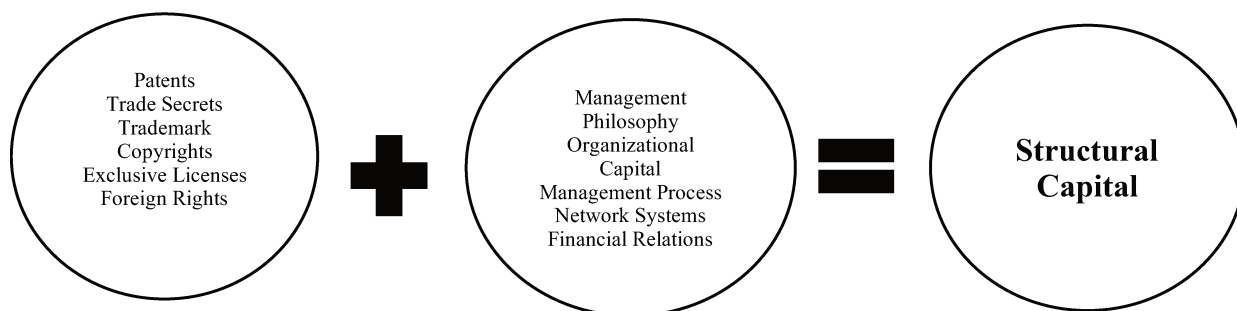 Patents
Trade Secrets
Trademark
Copyrights
Exclusive Licenses
Foreign Rights
Management
Philosophy
Organizational
Capital
Management Process
Network Systems
Financial Relations
Structural
Capital